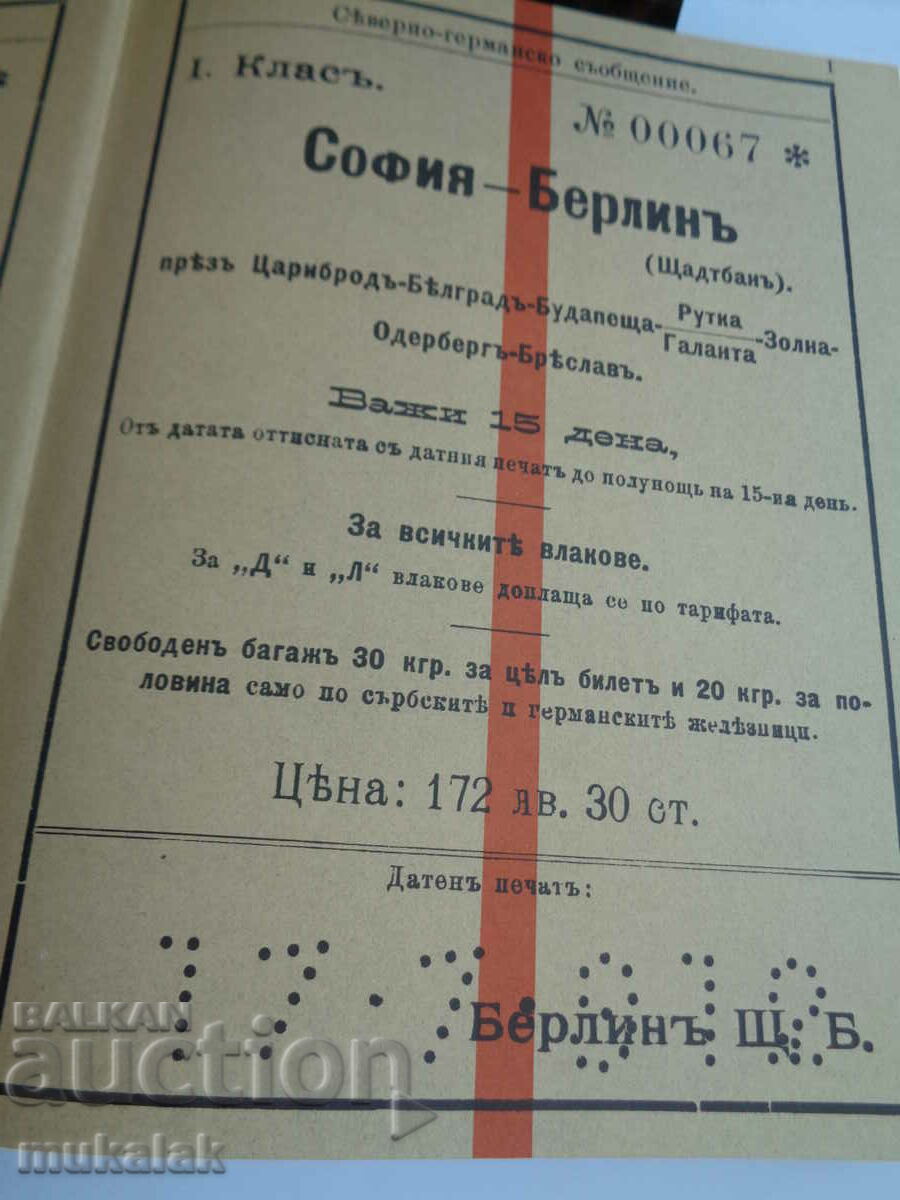 Сѣверно-германско съобщение.
1
I. Класъ.
№ 00067 *
София–Берлинъ
(Щадтбанъ).
прѣзъ Царибродъ-Бѣлградъ-Будапеща-Рутка
Галанта-Золна-
Одербергъ-Брѣславъ.
Важи 15 дена,
Отъ датата оттисната съ датния печатъ до полунощь на 15-ия день.
За всичкитѣ влакове.
За „Д“ и „Л“ влакове доплаща се по тарифата.
Свободенъ багажъ 30 кгр. за цѣлъ билетъ и 20 кгр. за по-
ловина само по сърбскитѣ и германскитѣ желѣзници.
Цѣна: 172 лв. 30 ст.
Датенъ печатъ:
Берлинъ Щ. Б.
BALKAN
auction
mukalak